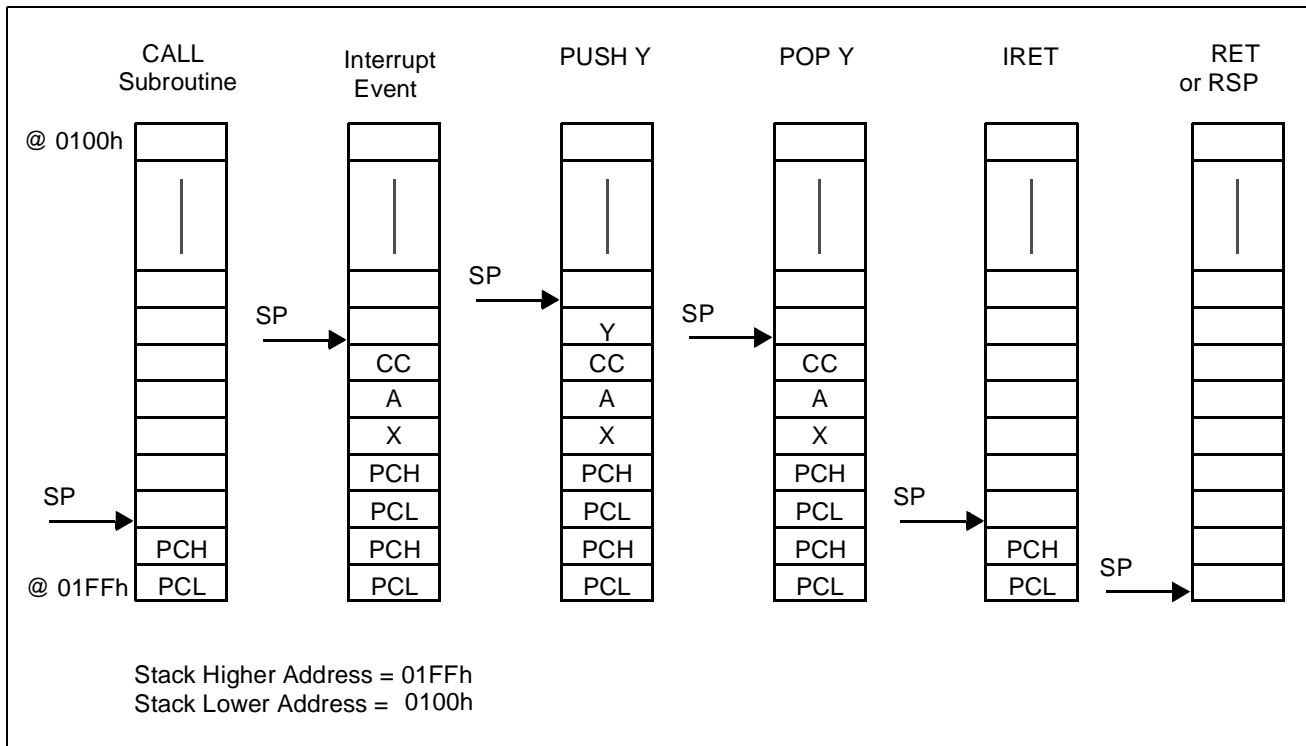 CALL
Subroutine
Interrupt
Event
PUSH Y
POP Y
IRET
RET
or RSP
@ 0100h
SP
PCH
@ 01FFh PCL
SP
CC
A
X
PCH
PCL
PCH
PCL
SP
Y
CC
A
X
PCH
PCL
PCH
PCL
SP
CC
A
X
PCH
PCL
PCH
PCL
SP
PCH
PCL
SP
Stack Higher Address = 01FFh
Stack Lower Address = 0100h